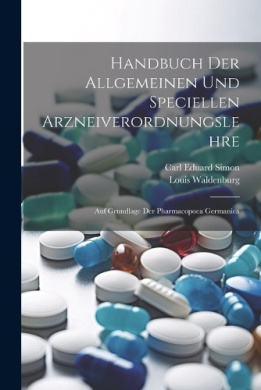 Handbuch Der
Allgemeinen Und
Speciellen
Arzneiverordnungsle
hre
Carl Eduard Simon
Louis Waldenburg
Auf Grundlage Der Pharmacopoea Germanica